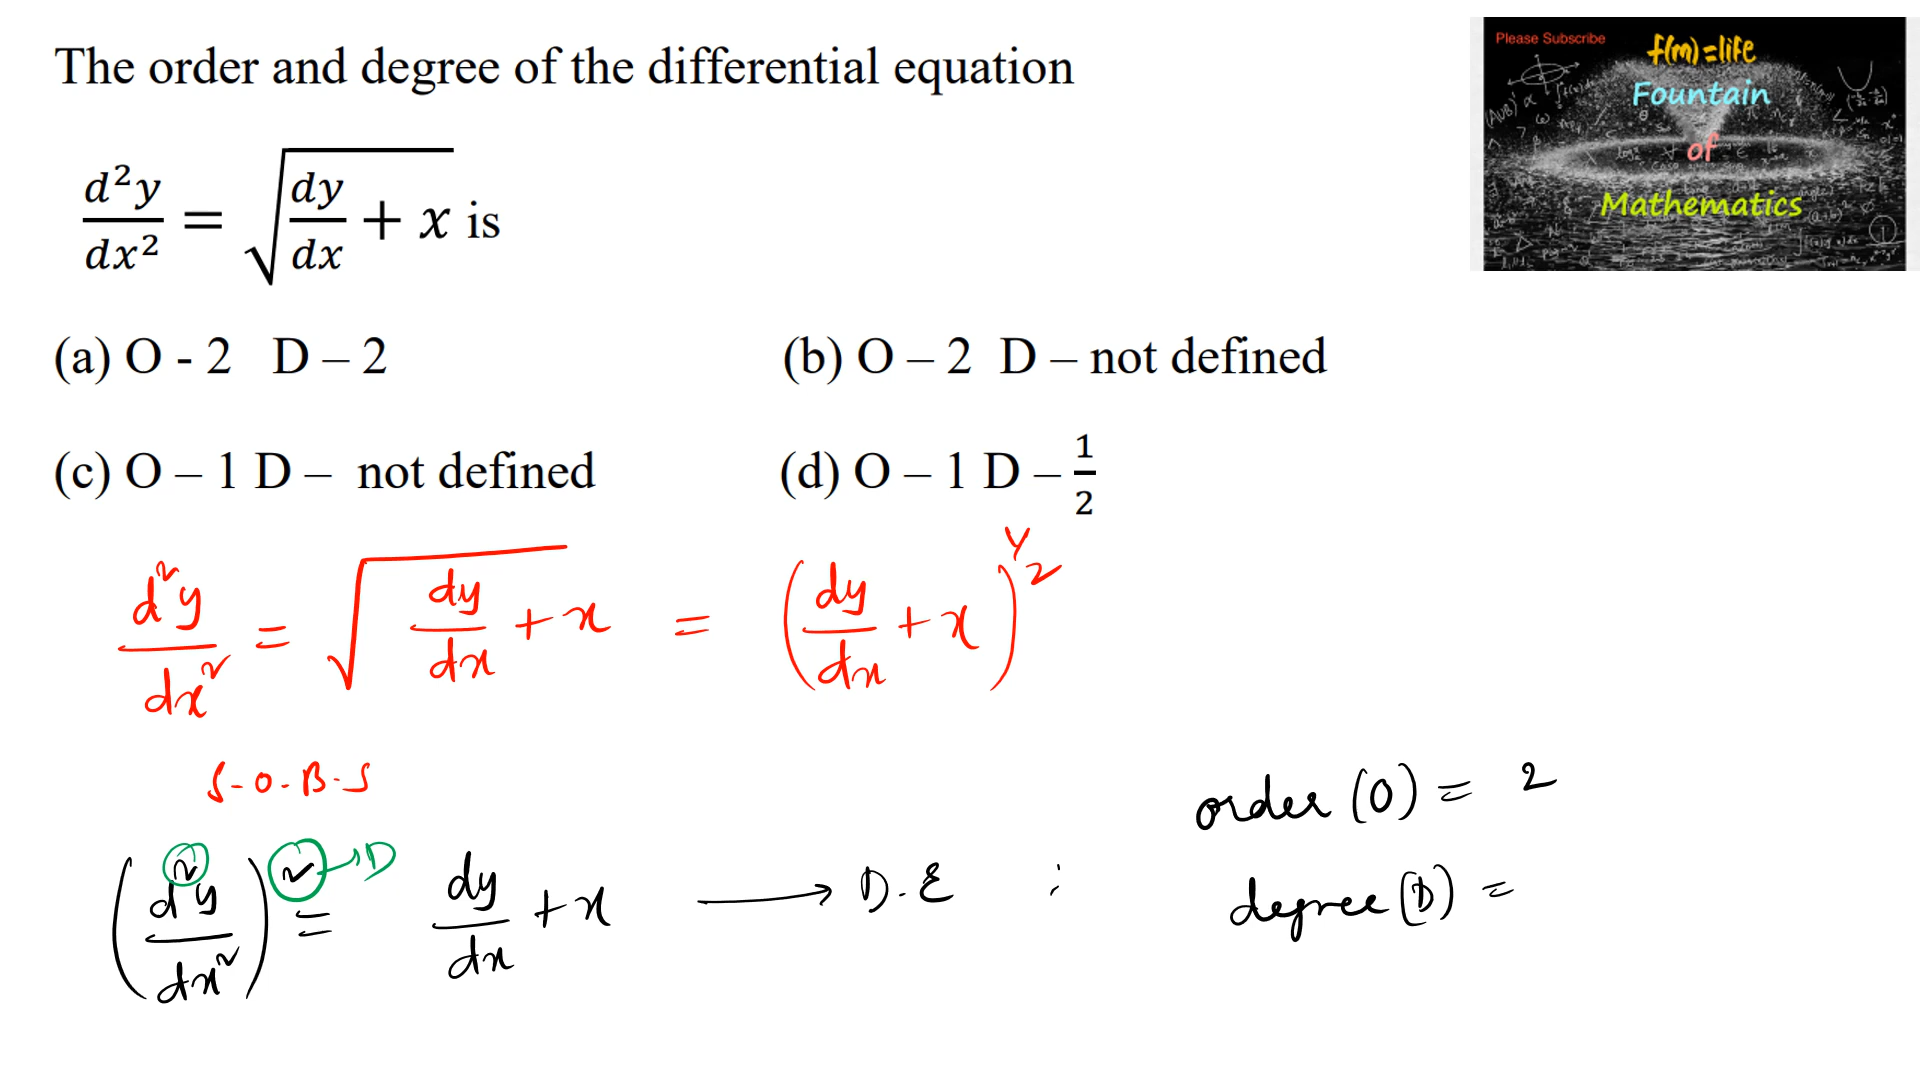 The order and degree of the differential equation
d²y/dx² = √(dy/dx + x) is
(a) O - 2 D – 2 (b) O – 2 D – not defined
(c) O – 1 D – not defined (d) O – 1 D – 1/2
Please Subscribe
f(m)=life
Fountain
of
Mathematics
d²y/dx² = √(dy/dx + x) = (dy/dx + x)^(1/2)
S-O-B-S
(d²y/dx²)² → D = dy/dx + x → D.E :
order (O) = 2
degree (D) =